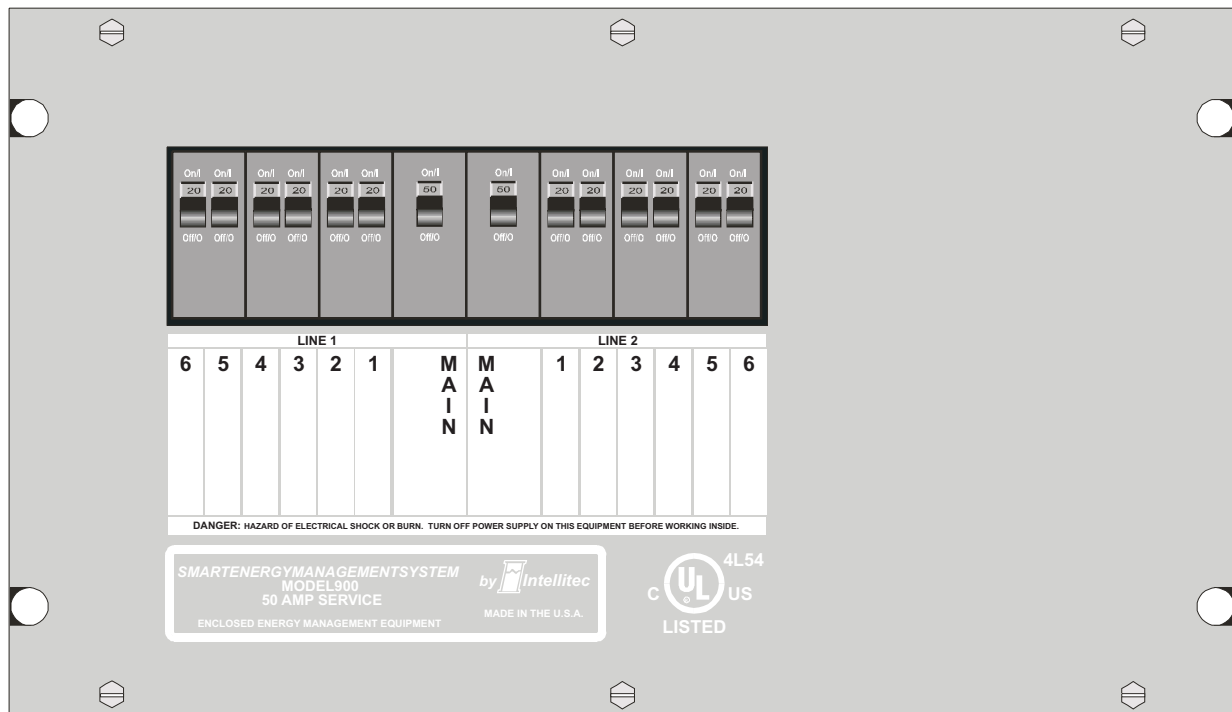 On/I On/I On/I On/I On/I On/I On/I On/I On/I On/I On/I On/I On/I On/I
20 20 20 20 20 20 50 50 20 20 20 20 20 20
Off/O Off/O Off/O Off/O Off/O Off/O Off/O Off/O Off/O Off/O Off/O Off/O Off/O Off/O
LINE 1 LINE 2
6 5 4 3 2 1 MAIN MAIN 1 2 3 4 5 6
DANGER: HAZARD OF ELECTRICAL SHOCK OR BURN. TURN OFF POWER SUPPLY ON THIS EQUIPMENT BEFORE WORKING INSIDE.
SMARTENERGYMANAGEMENTSYSTEM
MODEL900
50 AMP SERVICE
ENCLOSED ENERGY MANAGEMENT EQUIPMENT
by Intellitec
MADE IN THE U.S.A.
4L54
C UL US
LISTED